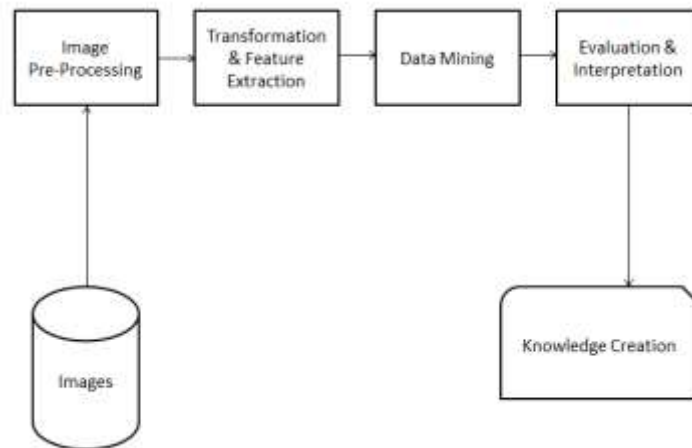 Image
Pre-Processing
Transformation
& Feature
Extraction
Data Mining
Evaluation &
Interpretation
Images
Knowledge Creation